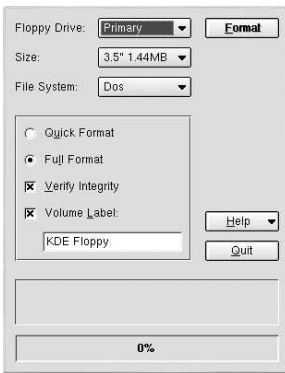 Floppy Drive: Primary Format
Size: 3.5" 1.44MB
File System: Dos
Quick Format
Full Format
Verify Integrity
Volume Label:
KDE Floppy
Help
Quit
0%